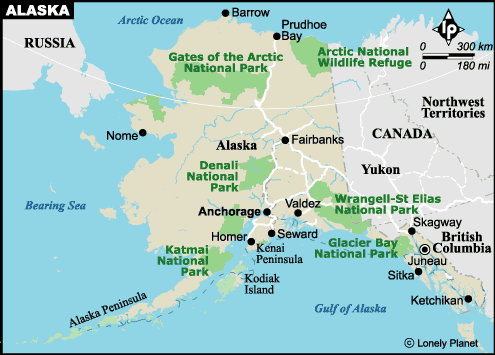 ALASKA
Arctic Ocean
Barrow
Prudhoe
Bay
RUSSIA
lp
0 300 km
0 180 mi
Gates of the Arctic
National Park
Arctic National
Wildlife Refuge
Northwest
Territories
CANADA
Nome
Alaska
Fairbanks
Yukon
Denali
National
Park
Wrangell-St Elias
National Park
Bering Sea
Anchorage
Valdez
Skagway
Homer
Seward
Kenai
Peninsula
Glacier Bay
National Park
British
Columbia
Juneau
Katmai
National
Park
Sitka
Kodiak
Island
Ketchikan
Alaska Peninsula
Gulf of Alaska
© Lonely Planet